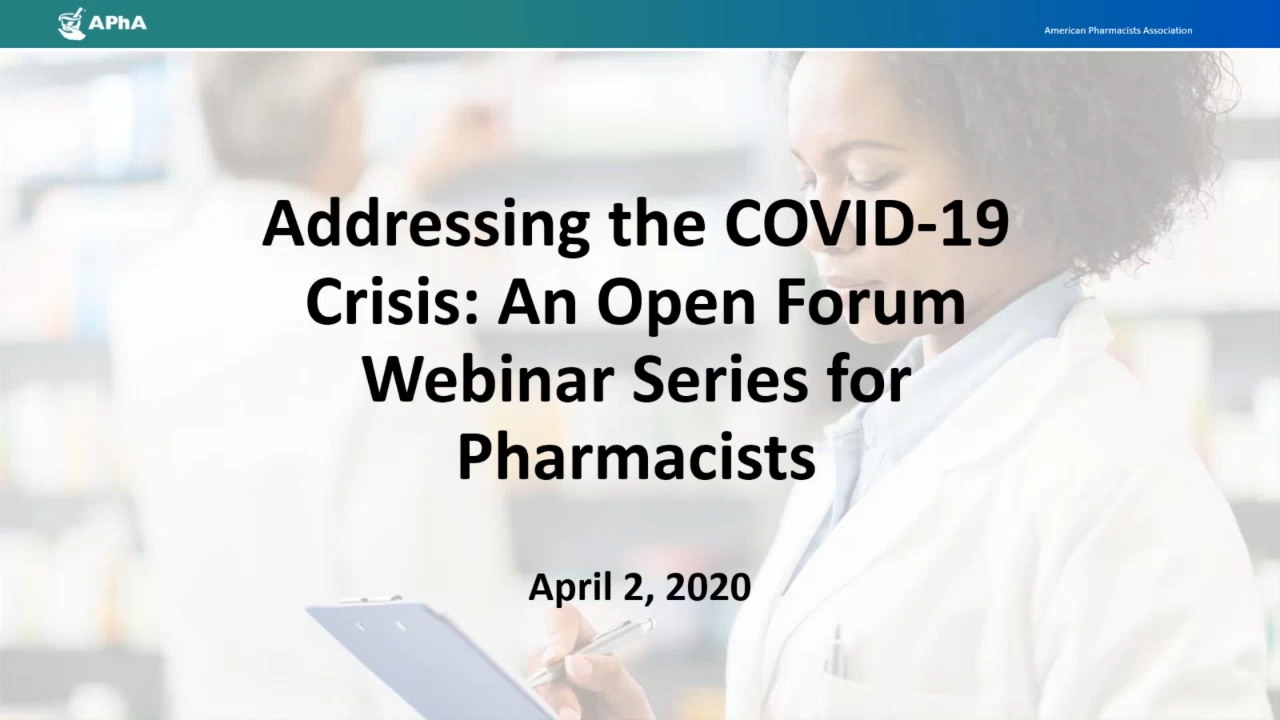 APhA
American Pharmacists Association
Addressing the COVID-19
Crisis: An Open Forum
Webinar Series for
Pharmacists
April 2, 2020